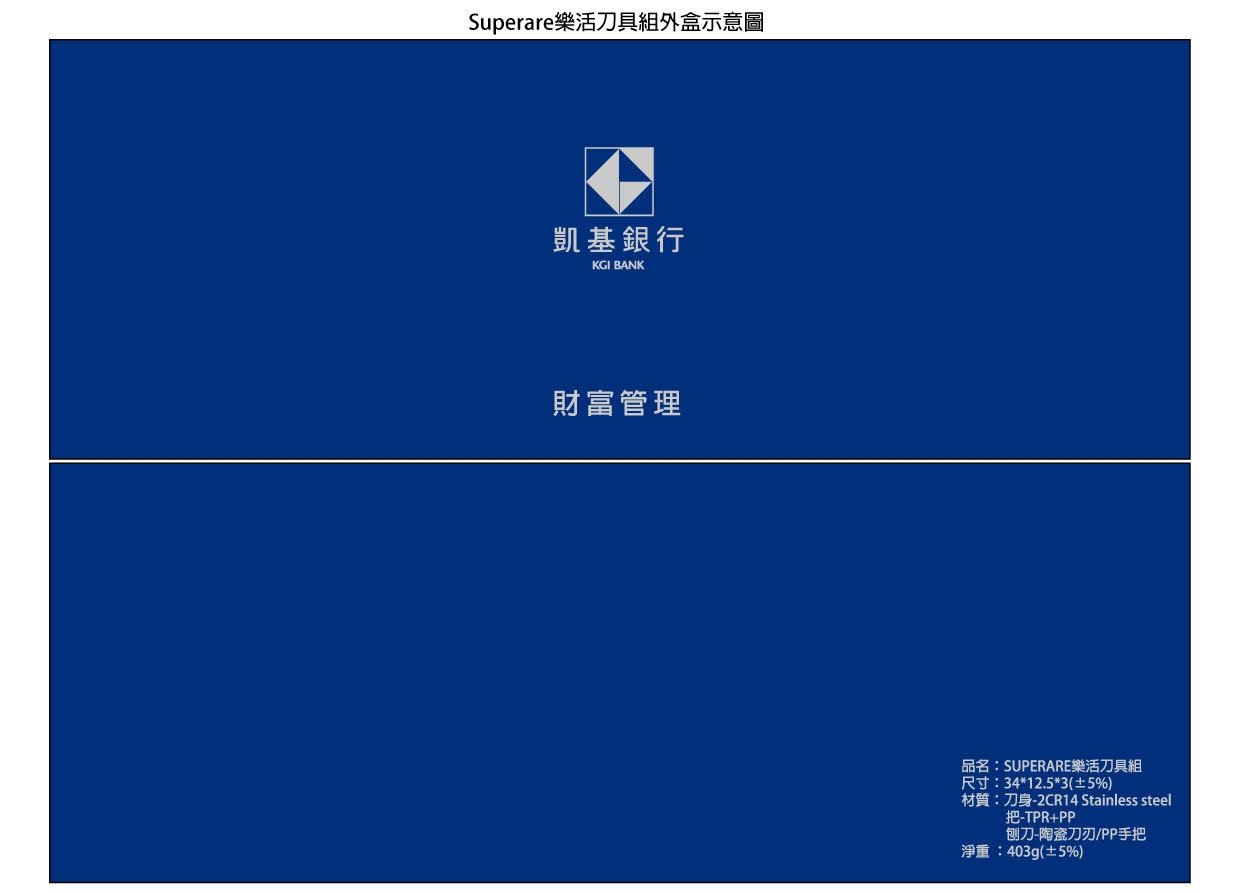 Superare樂活刀具組外盒示意圖
凱基銀行
KGI BANK
財富管理
品名：SUPERARE樂活刀具組
尺寸：34*12.5*3(±5%)
材質：刀身-2CR14 Stainless steel
把-TPR+PP
刨刀-陶瓷刀刃/PP手把
淨重：403g(±5%)